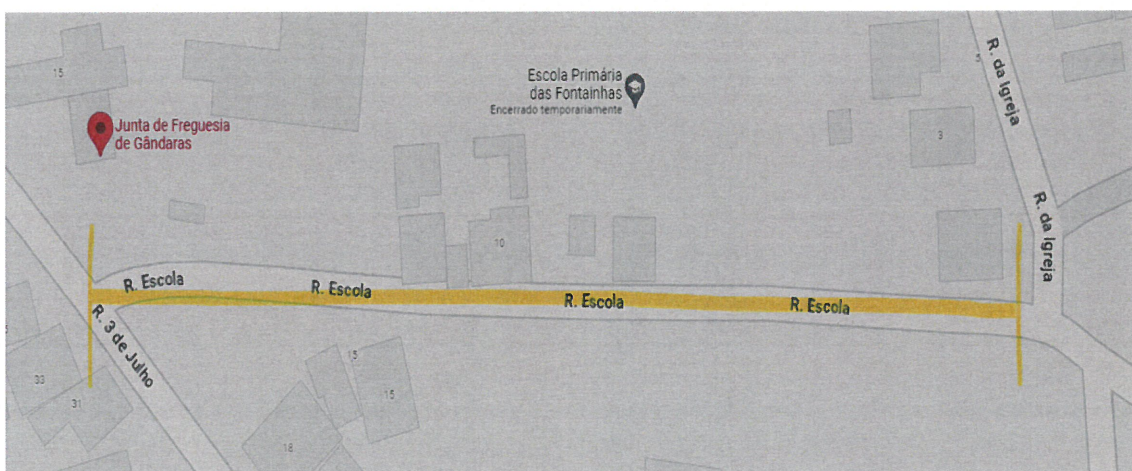 15
Junta de Freguesia
de Gândaras
Escola Primária
das Fontainhas
Encerrado temporariamente
5
R. da Igreja
3
R. da Igreja
10
R. Escola
R. Escola
R. Escola
R. Escola
R. 3 de Julho
33
31
15
15
18